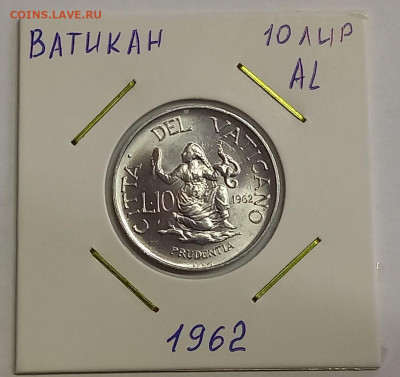 COINS.LAVE.RU
ВАТИКАН
10 ЛИР
AL
CITTA' DEL VATICANO
L.10
1962
PRUDENTIA
1962